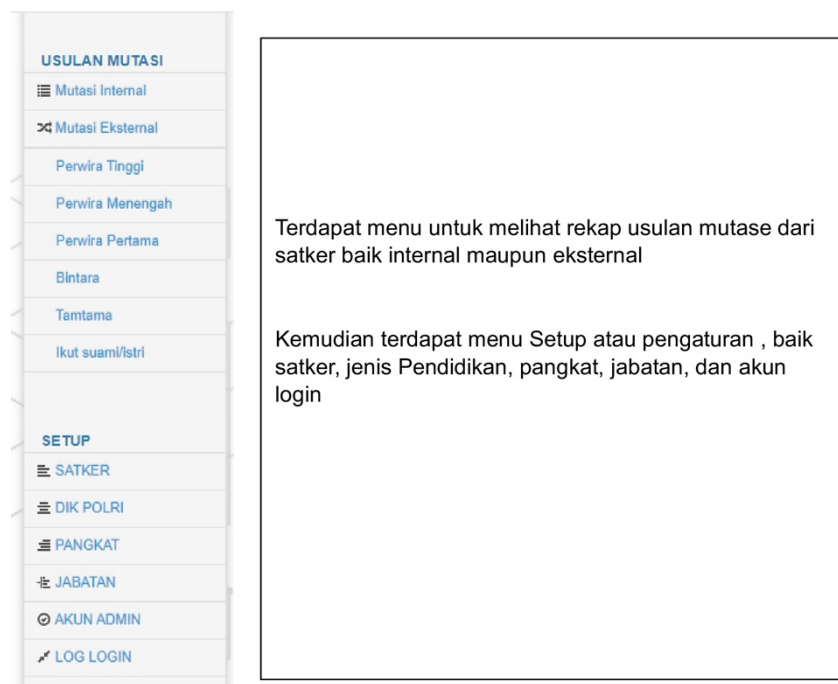 USULAN MUTASI
Mutasi Internal
Mutasi Eksternal
Perwira Tinggi
Perwira Menengah
Perwira Pertama
Bintara
Tamtama
Ikut suami/istri
SETUP
SATKER
DIK POLRI
PANGKAT
JABATAN
AKUN ADMIN
LOG LOGIN
Terdapat menu untuk melihat rekap usulan mutase dari
satker baik internal maupun eksternal
Kemudian terdapat menu Setup atau pengaturan , baik
satker, jenis Pendidikan, pangkat, jabatan, dan akun
login